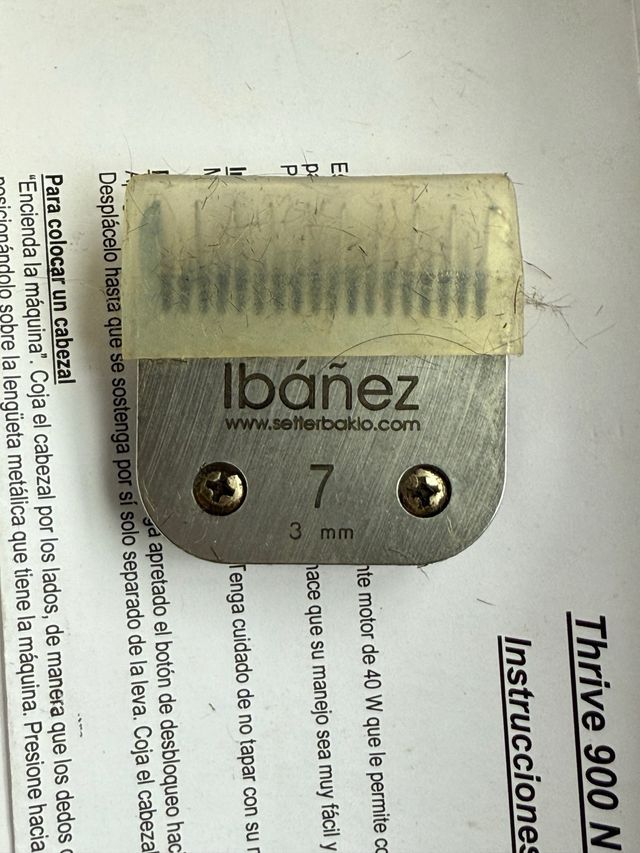 Ibáñez
www.setterbakio.com
7
3 mm
Thrive 900 N
Instrucciones
motor de 40 W que le permite
que su manejo sea muy fácil y
Tenga cuidado de no tapar con su
apretado el botón de desbloqueo
Desplácelo hasta que se sostenga por sí solo separado de la leva. Coja el
Para colocar un cabezal
"Encienda la máquina". Coja el cabezal por los lados, de manera que los dedos
posicionándolo sobre la lengüeta metálica que tiene la máquina. Presione hacia